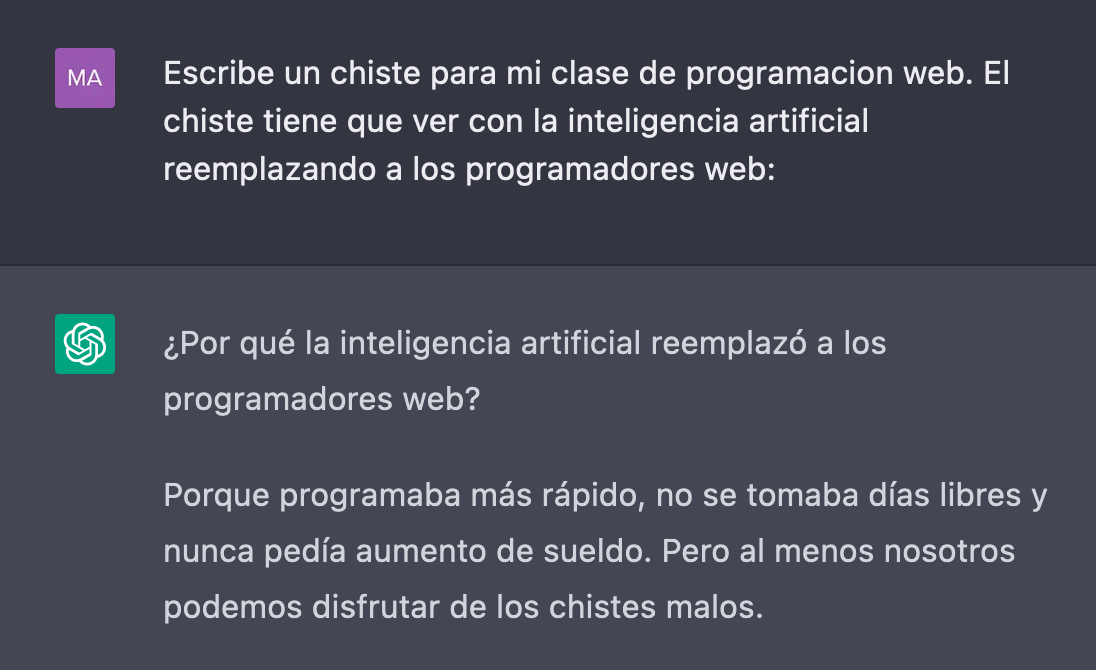 MA
Escribe un chiste para mi clase de programacion web. El
chiste tiene que ver con la inteligencia artificial
reemplazando a los programadores web:
¿Por qué la inteligencia artificial reemplazó a los
programadores web?
Porque programaba más rápido, no se tomaba días libres y
nunca pedía aumento de sueldo. Pero al menos nosotros
podemos disfrutar de los chistes malos.